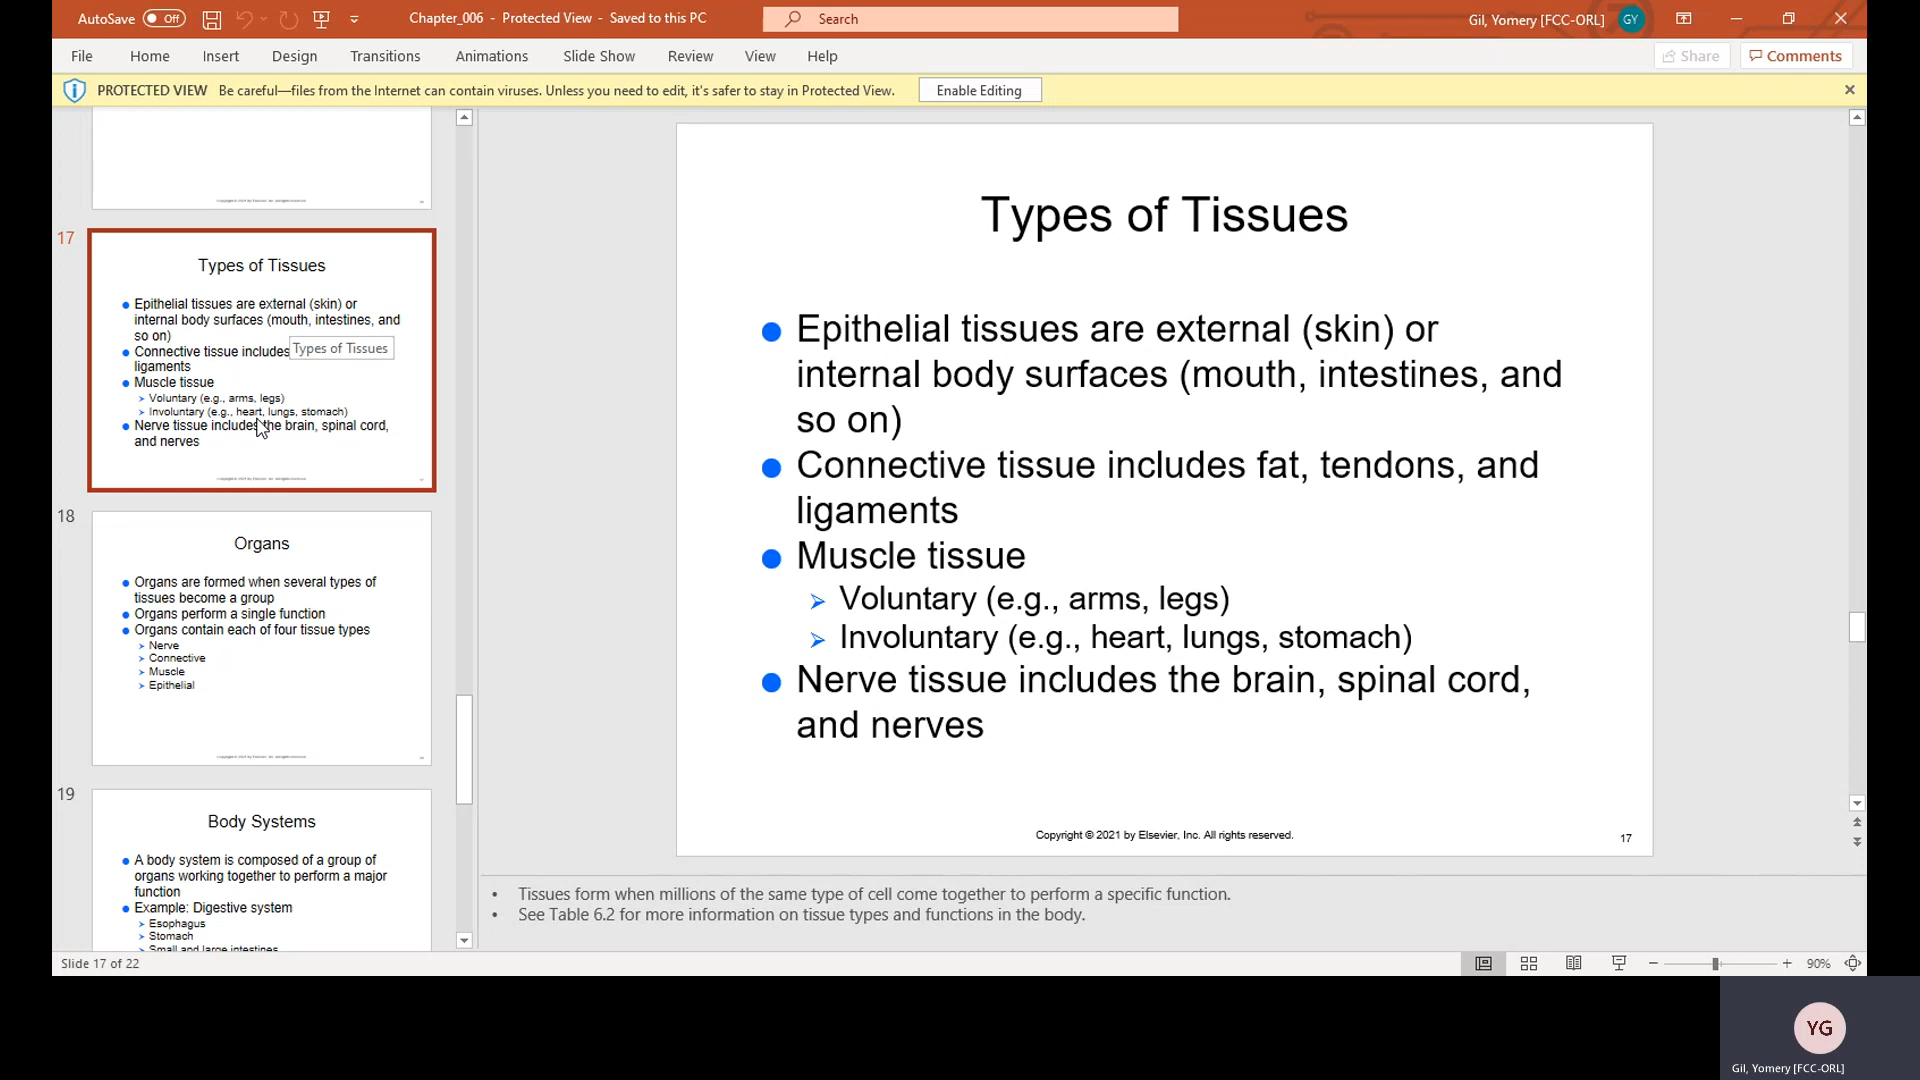 AutoSave Off
Chapter_006 - Protected View - Saved to this PC
Search
Gil, Yomery [FCC-ORL] GY
File Home Insert Design Transitions Animations Slide Show Review View Help
Share Comments
PROTECTED VIEW Be careful—files from the Internet can contain viruses. Unless you need to edit, it's safer to stay in Protected View. Enable Editing
17
Types of Tissues
Epithelial tissues are external (skin) or
internal body surfaces (mouth, intestines, and
so on)
Connective tissue includes
Types of Tissues
ligaments
Muscle tissue
Voluntary (e.g., arms, legs)
Involuntary (e.g., heart, lungs, stomach)
Nerve tissue includes the brain, spinal cord,
and nerves
18
Organs
Organs are formed when several types of
tissues become a group
Organs perform a single function
Organs contain each of four tissue types
Nerve
Connective
Muscle
Epithelial
19
Body Systems
A body system is composed of a group of
organs working together to perform a major
function
Example: Digestive system
Esophagus
Stomach
Small and large intestines
Types of Tissues
Epithelial tissues are external (skin) or
internal body surfaces (mouth, intestines, and
so on)
Connective tissue includes fat, tendons, and
ligaments
Muscle tissue
Voluntary (e.g., arms, legs)
Involuntary (e.g., heart, lungs, stomach)
Nerve tissue includes the brain, spinal cord,
and nerves
Copyright © 2021 by Elsevier, Inc. All rights reserved.
17
• Tissues form when millions of the same type of cell come together to perform a specific function.
• See Table 6.2 for more information on tissue types and functions in the body.
Slide 17 of 22
90%
YG
Gil, Yomery [FCC-ORL]